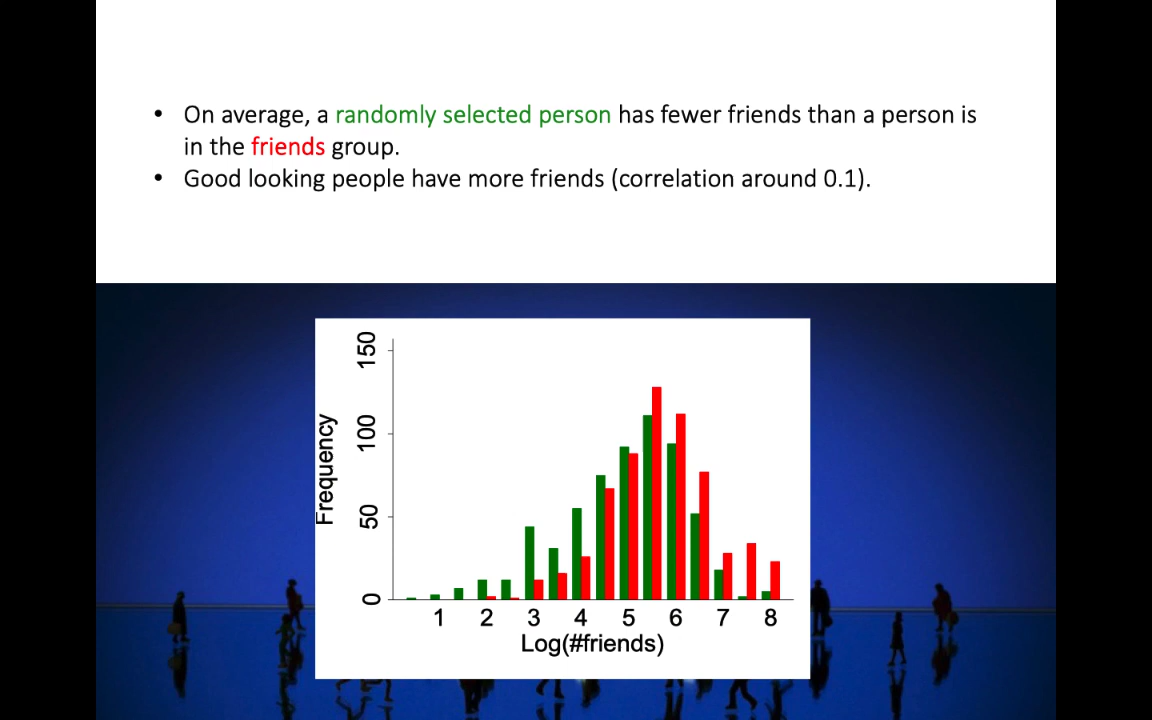 • On average, a randomly selected person has fewer friends than a person is
in the friends group.
• Good looking people have more friends (correlation around 0.1).
150
100
50
0
Frequency
1 2 3 4 5 6 7 8
Log(#friends)